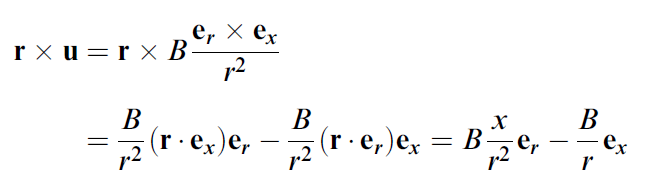 r × u = r × B (e_r × e_x)/r²
= B/r² (r · e_x)e_r − B/r² (r · e_r)e_x = B x/r² e_r − B/r e_x